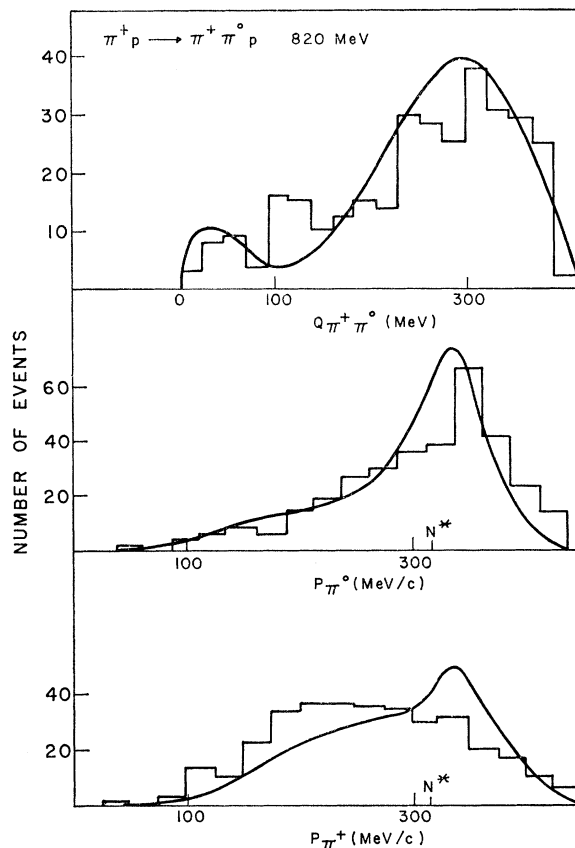 π⁺p → π⁺π°p 820 MeV
40
30
20
10
0 100 300
Qπ⁺π° (MeV)
NUMBER OF EVENTS
60
40
20
N*
100 300
Pπ° (MeV/c)
40
20
N*
100 300
Pπ⁺ (MeV/c)